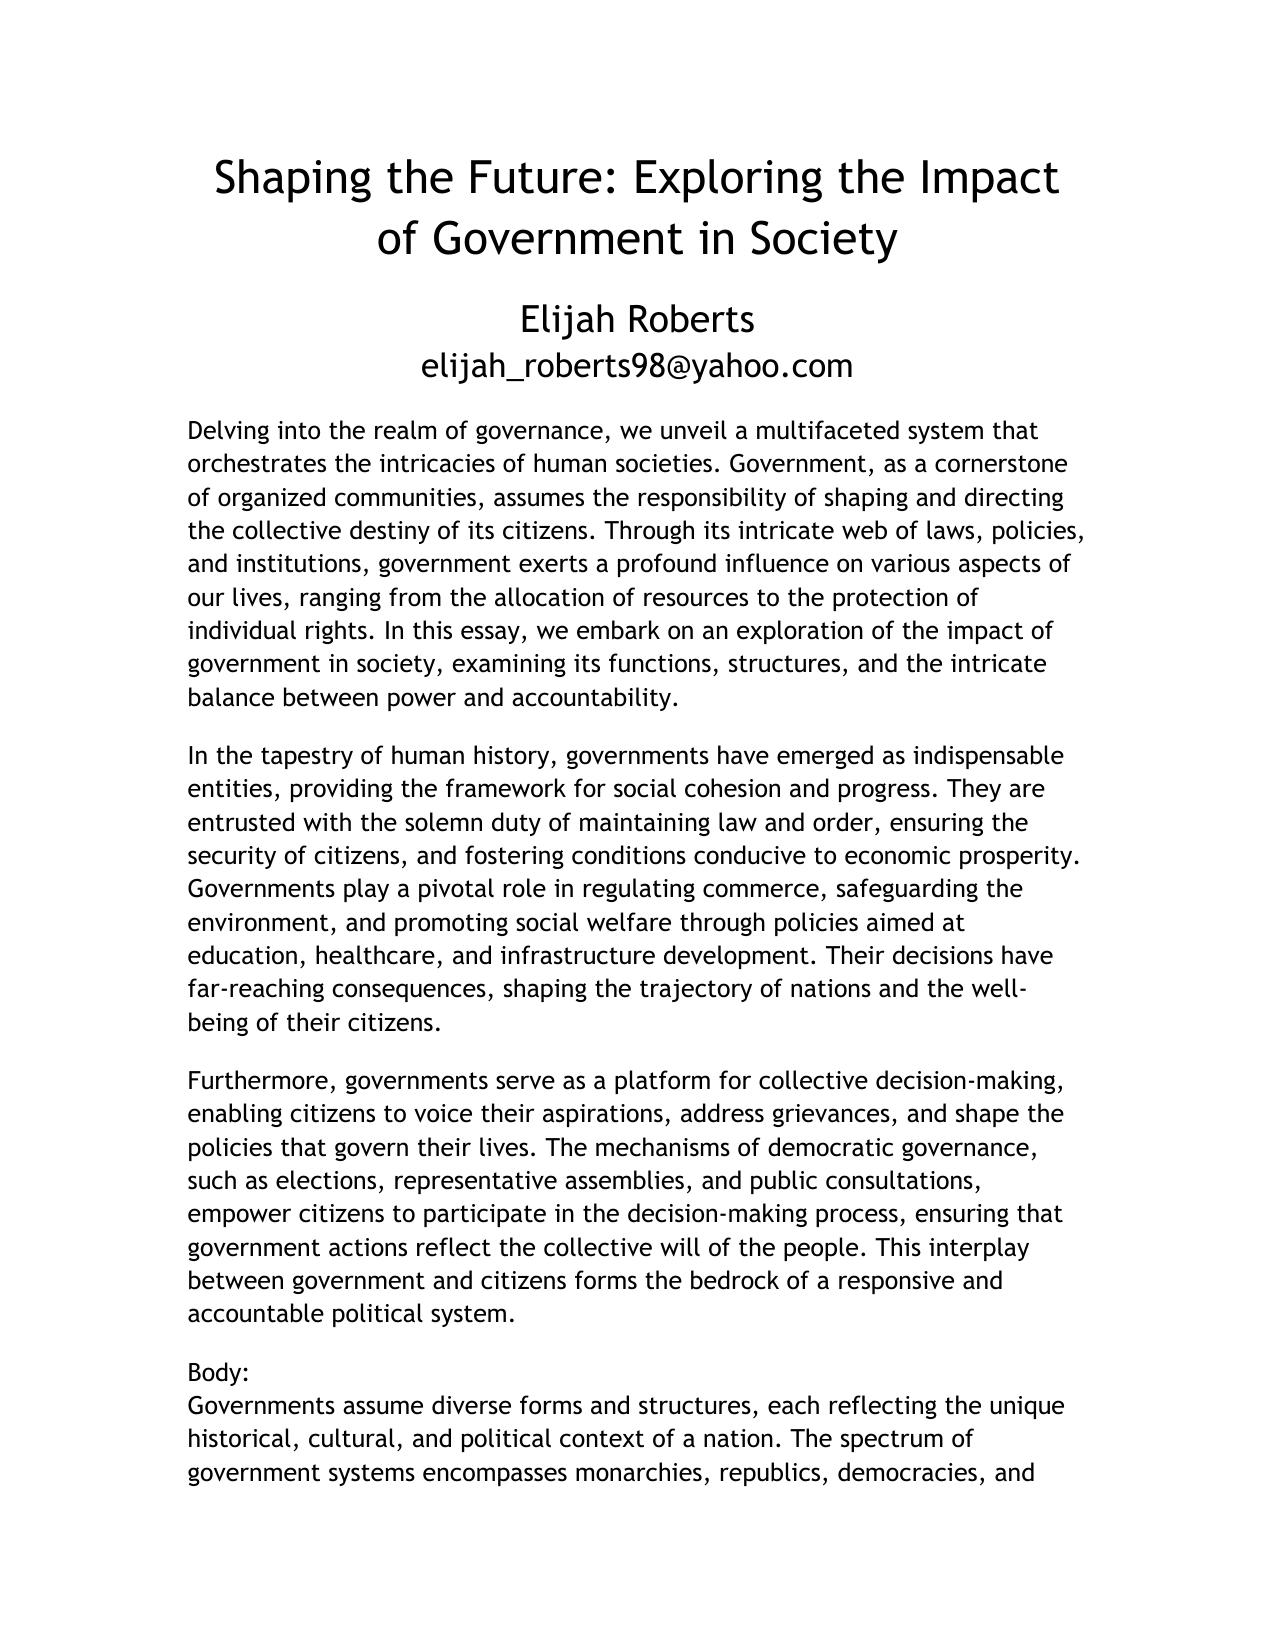 Shaping the Future: Exploring the Impact
of Government in Society
Elijah Roberts
elijah_roberts98@yahoo.com
Delving into the realm of governance, we unveil a multifaceted system that
orchestrates the intricacies of human societies. Government, as a cornerstone
of organized communities, assumes the responsibility of shaping and directing
the collective destiny of its citizens. Through its intricate web of laws, policies,
and institutions, government exerts a profound influence on various aspects of
our lives, ranging from the allocation of resources to the protection of
individual rights. In this essay, we embark on an exploration of the impact of
government in society, examining its functions, structures, and the intricate
balance between power and accountability.
In the tapestry of human history, governments have emerged as indispensable
entities, providing the framework for social cohesion and progress. They are
entrusted with the solemn duty of maintaining law and order, ensuring the
security of citizens, and fostering conditions conducive to economic prosperity.
Governments play a pivotal role in regulating commerce, safeguarding the
environment, and promoting social welfare through policies aimed at
education, healthcare, and infrastructure development. Their decisions have
far-reaching consequences, shaping the trajectory of nations and the well-
being of their citizens.
Furthermore, governments serve as a platform for collective decision-making,
enabling citizens to voice their aspirations, address grievances, and shape the
policies that govern their lives. The mechanisms of democratic governance,
such as elections, representative assemblies, and public consultations,
empower citizens to participate in the decision-making process, ensuring that
government actions reflect the collective will of the people. This interplay
between government and citizens forms the bedrock of a responsive and
accountable political system.
Body:
Governments assume diverse forms and structures, each reflecting the unique
historical, cultural, and political context of a nation. The spectrum of
government systems encompasses monarchies, republics, democracies, and